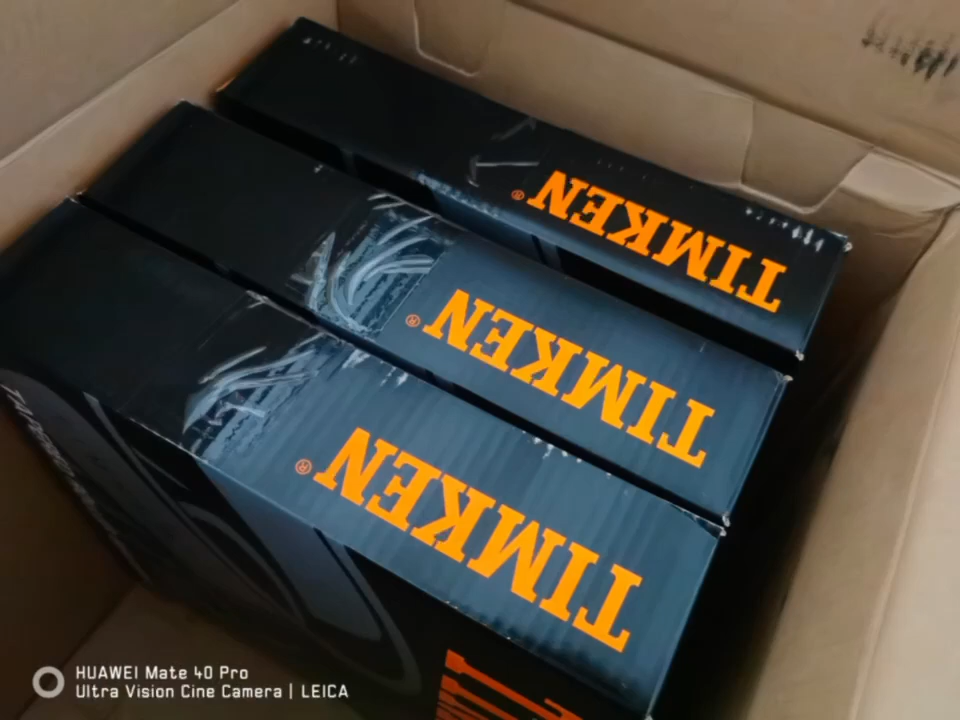 TIMKEN®
TIMKEN®
TIMKEN®
HUAWEI Mate 40 Pro
Ultra Vision Cine Camera | LEICA